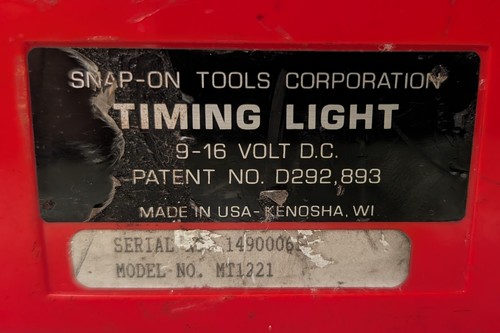 SNAP-ON TOOLS CORPORATION
TIMING LIGHT
9-16 VOLT D.C.
PATENT NO. D292,893
MADE IN USA-KENOSHA, WI
SERIAL
MODEL NO. MT1221